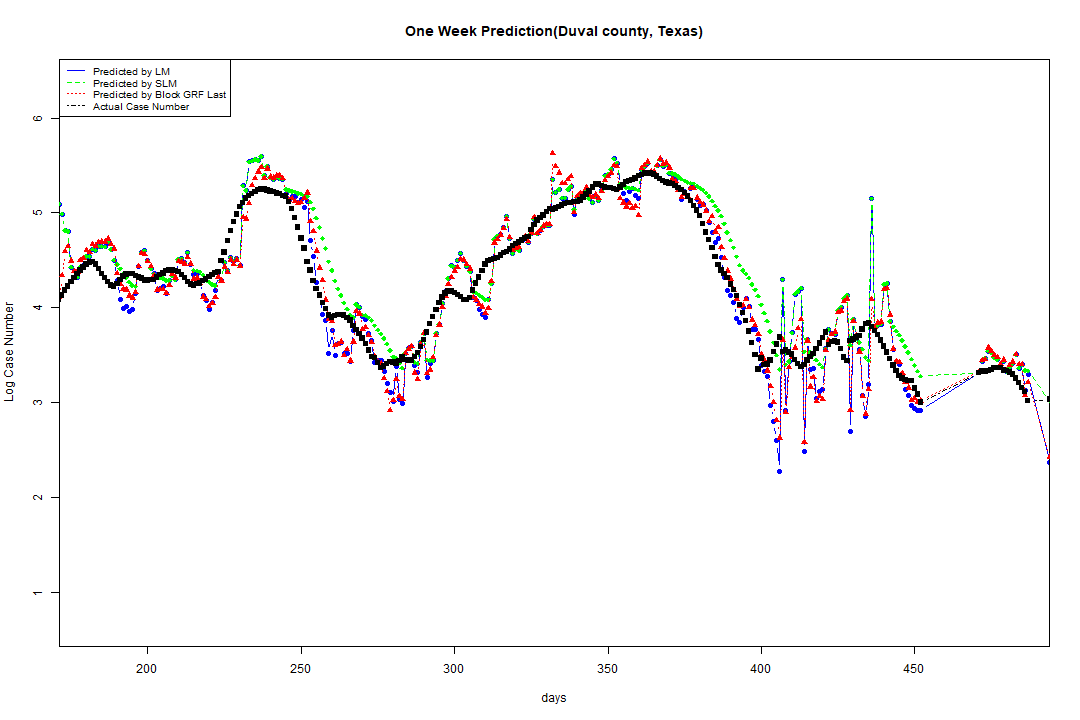 One Week Prediction(Duval county, Texas)
Predicted by LM
Predicted by SLM
Predicted by Block GRF Last
Actual Case Number
Log Case Number
6
5
4
3
2
1
200
250
300
350
400
450
days